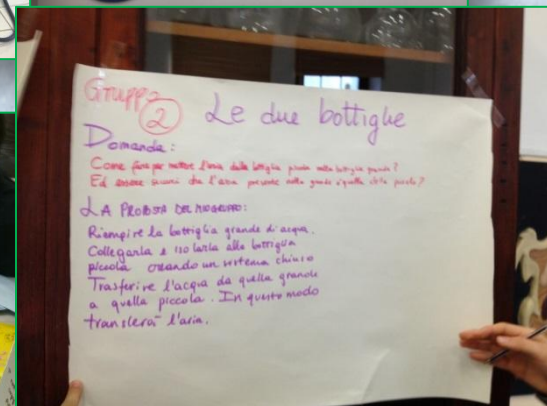 Gruppo 2
Le due bottiglie
Domanda:
Come fare per mettere l'aria della bottiglia piccola nella bottiglia grande?
Ed essere sicuri che l'aria presente nella grande è quella della piccola?
LA PROPOSTA DEL MIO GRUPPO:
Riempire la bottiglia grande di acqua.
Collegarla e isolarla alla bottiglia
piccola creando un sistema chiuso
Trasferire l'acqua da quella grande
a quella piccola. In questo modo
translerà l'aria.